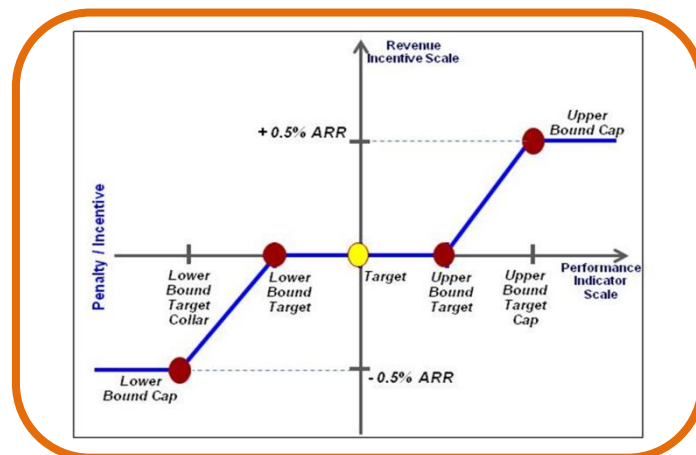 Revenue
Incentive Scale
+ 0.5% ARR
Upper
Bound Cap
Penalty / Incentive
Lower
Bound
Target
Collar
Lower
Bound
Target
Target
Upper
Bound
Target
Upper
Bound
Target
Cap
Performance
Indicator
Scale
Lower
Bound Cap
- 0.5% ARR